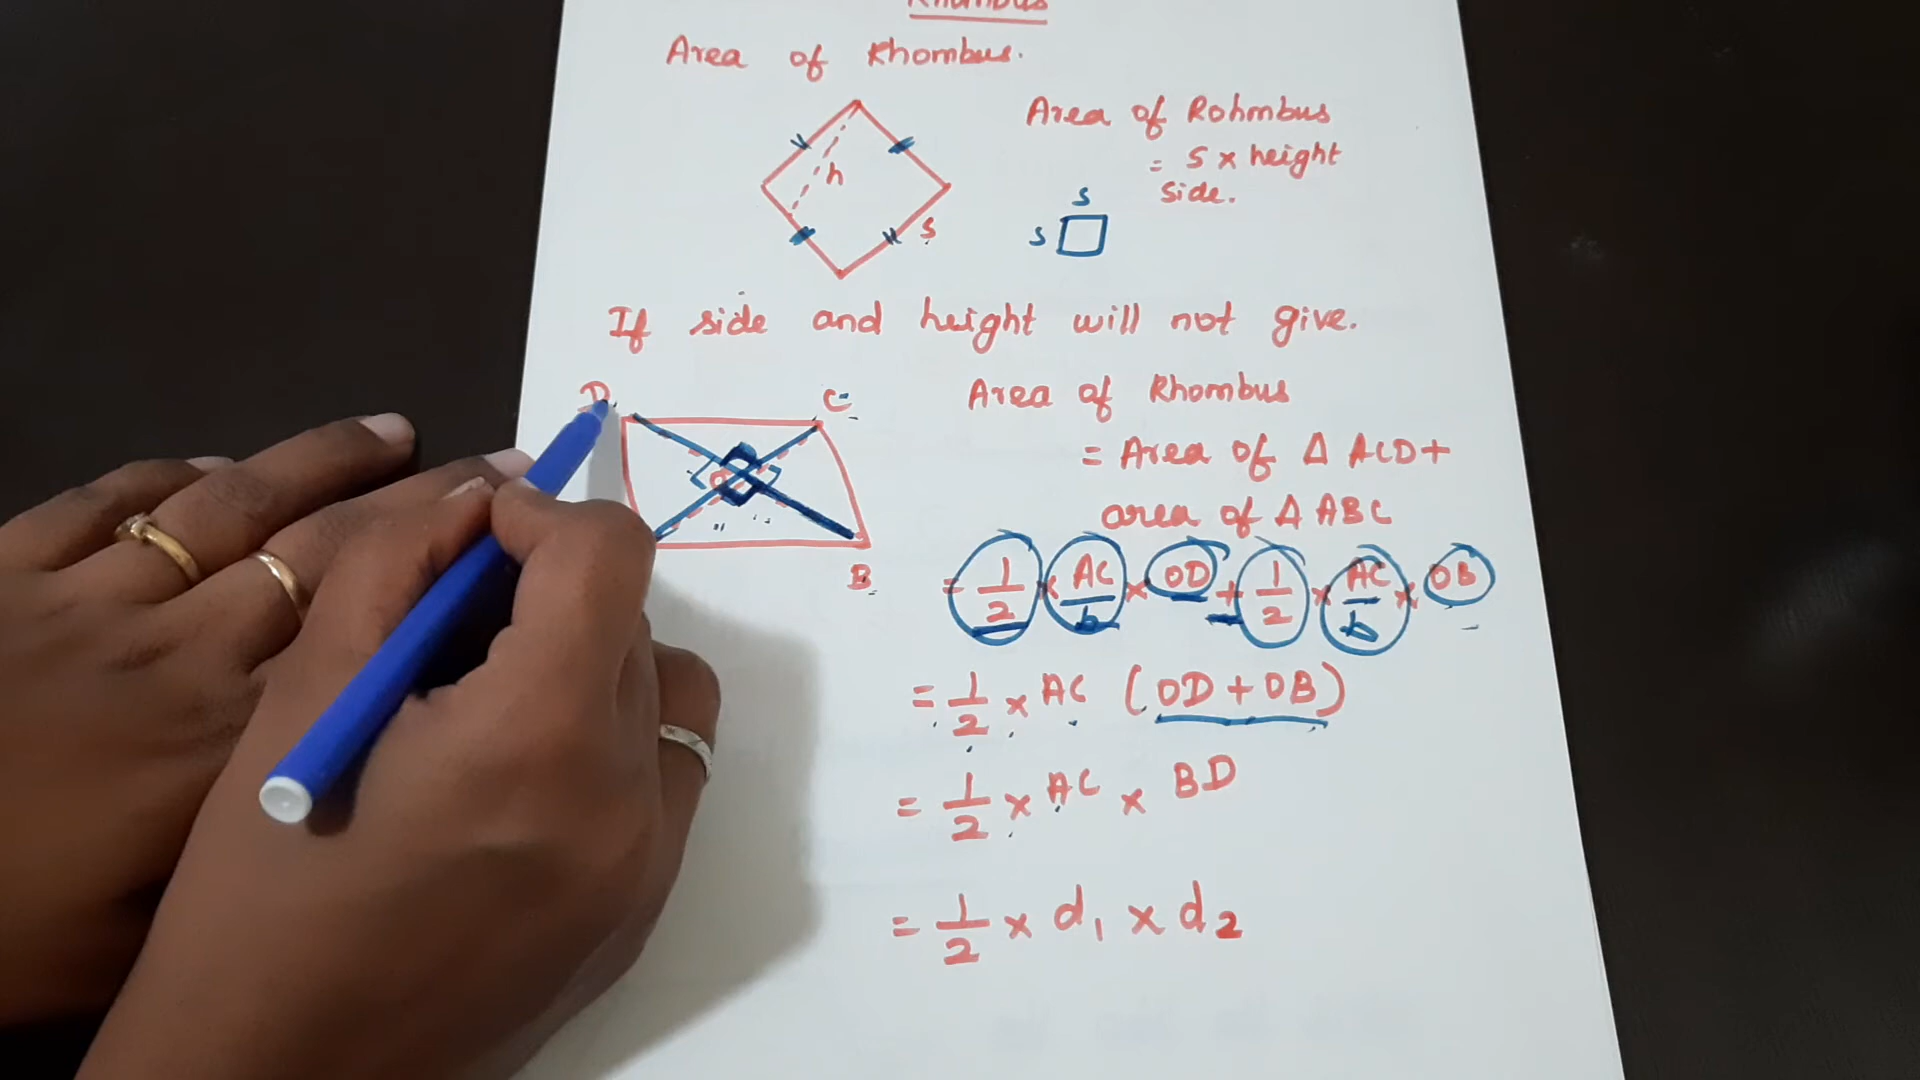 Rhombus
Area of Rhombus.
Area of Rohmbus
= S x height
Side.
h
S
S
S
If side and height will not give.
D
C
O
B
Area of Rhombus
= Area of Δ ACD +
area of Δ ABC
= 1/2 x AC/b x OD + 1/2 x AC/b x OB
= 1/2 x AC (OD + OB)
= 1/2 x AC x BD
= 1/2 x d1 x d2